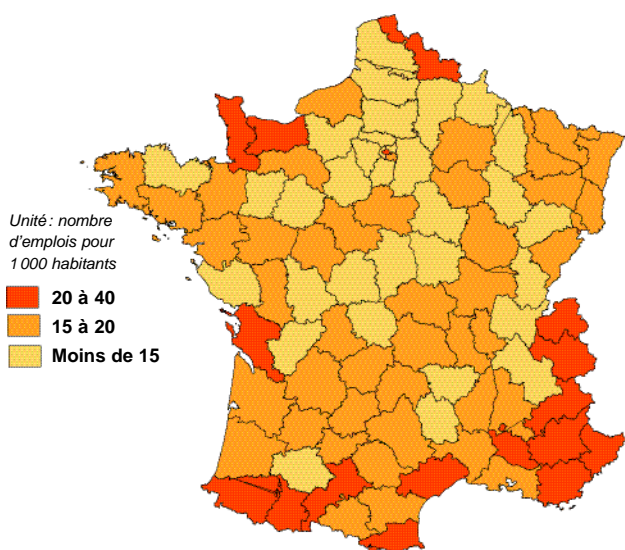 Unité : nombre
d'emplois pour
1 000 habitants
20 à 40
15 à 20
Moins de 15